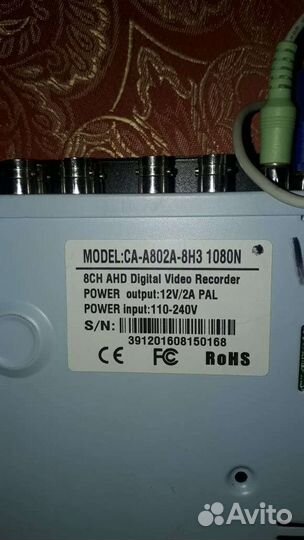 MODEL:CA-A802A-8H3 1080N
8CH AHD Digital Video Recorder
POWER output:12V/2A PAL
POWER input:110-240V
S/N:
391201608150168
CE FC RoHS
Avito